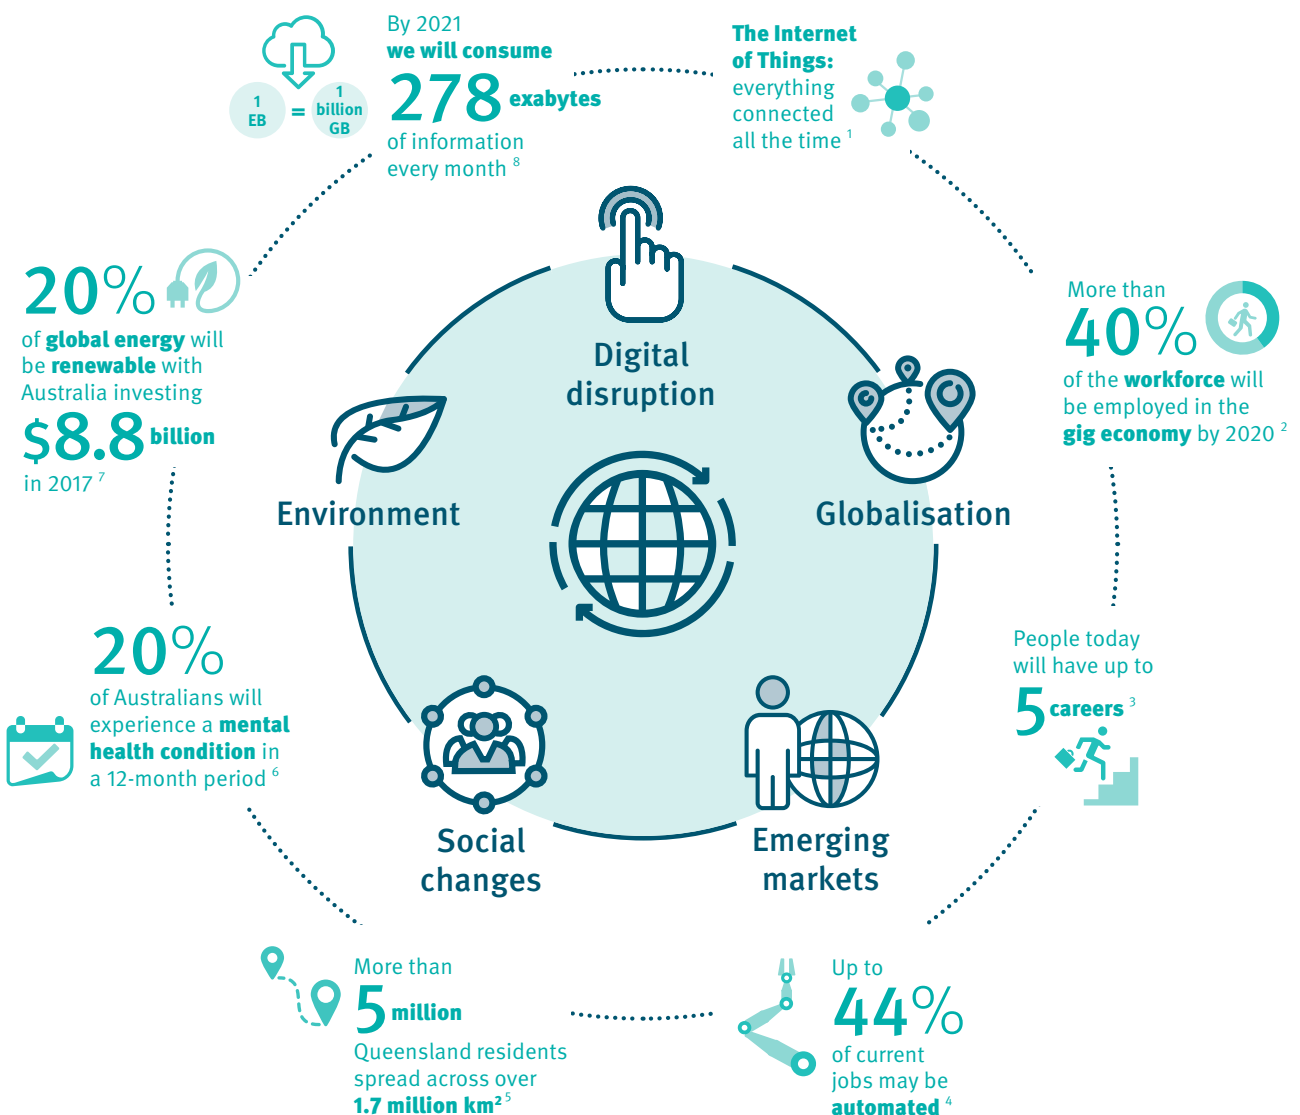 By 2021
we will consume
278 exabytes
of information
every month 8
1
EB
=
1
billion
GB
The Internet
of Things:
everything
connected
all the time 1
More than
40%
of the workforce will
be employed in the
gig economy by 2020 2
People today
will have up to
5 careers 3
Up to
44%
of current
jobs may be
automated 4
More than
5 million
Queensland residents
spread across over
1.7 million km² 5
20%
of Australians will
experience a mental
health condition in
a 12-month period 6
20%
of global energy will
be renewable with
Australia investing
$8.8 billion
in 2017 7
Digital
disruption
Globalisation
Emerging
markets
Social
changes
Environment